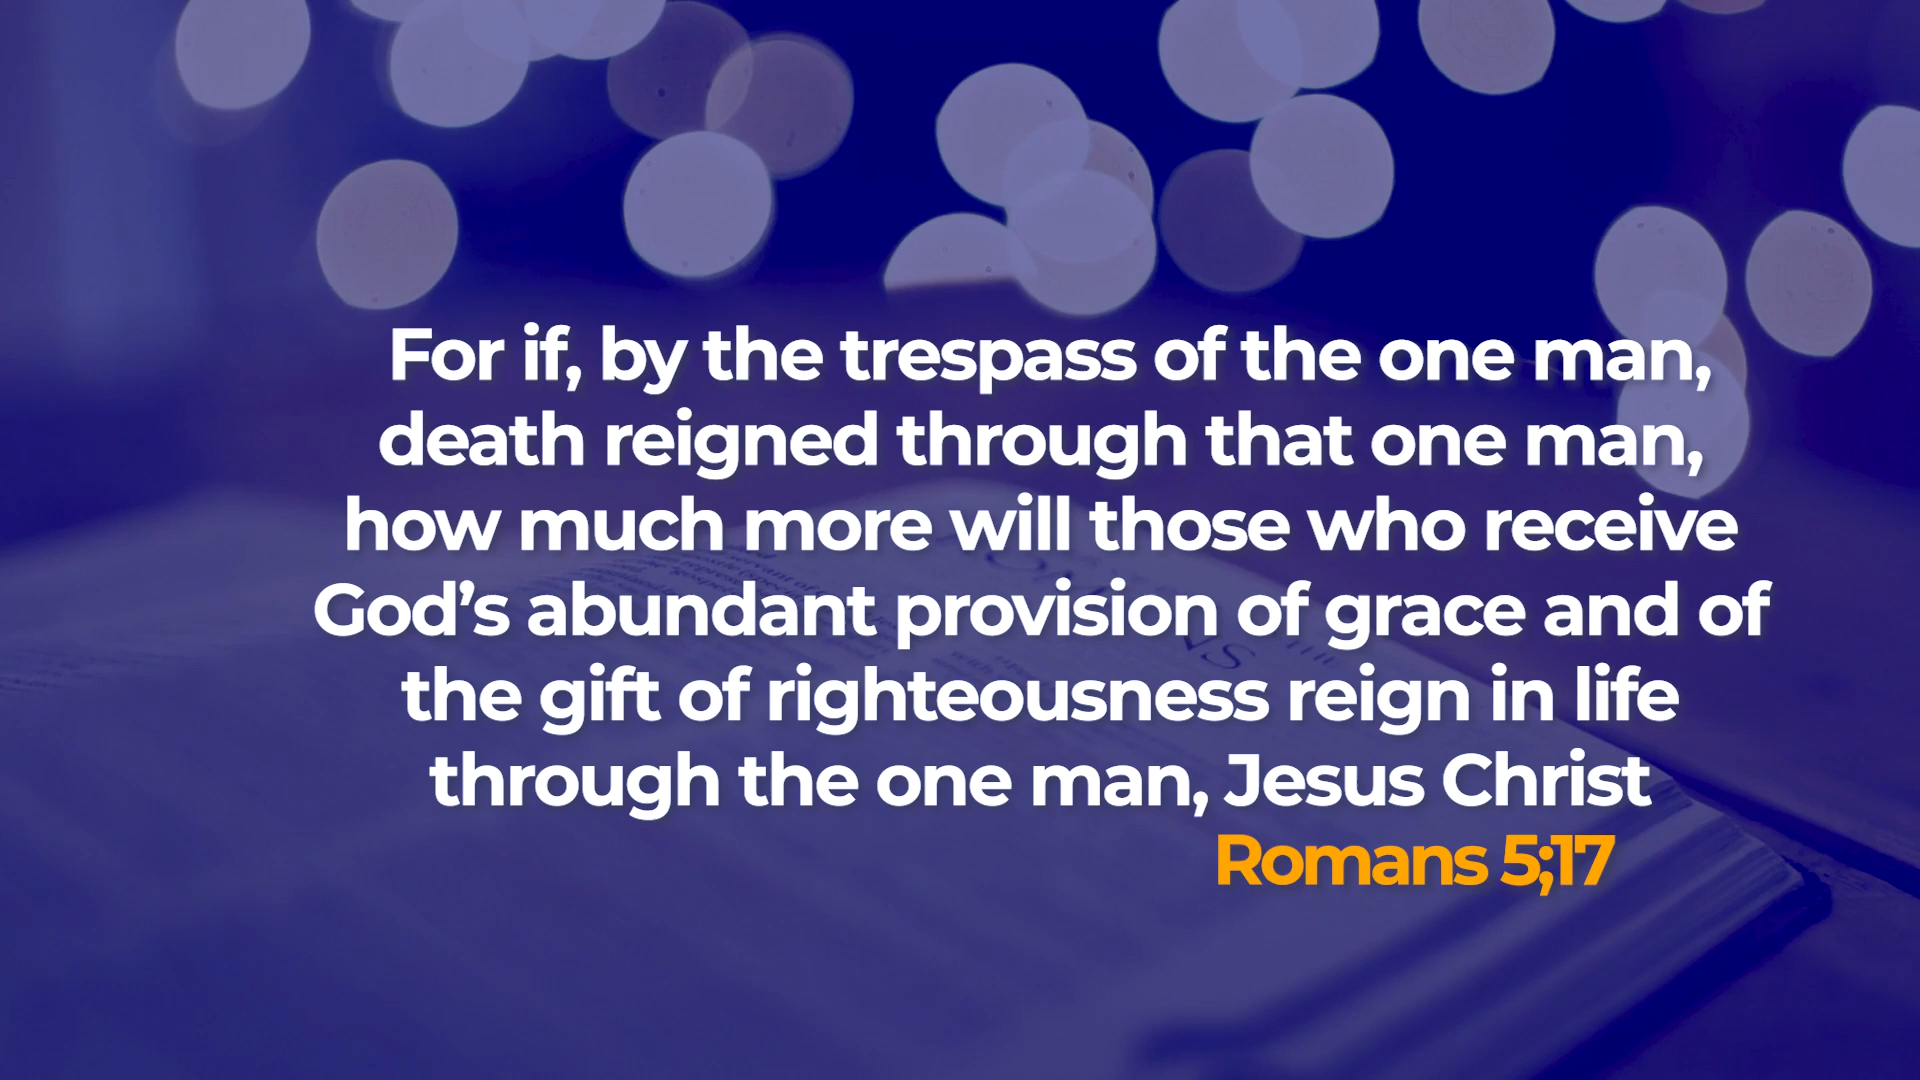 For if, by the trespass of the one man,
death reigned through that one man,
how much more will those who receive
God’s abundant provision of grace and of
the gift of righteousness reign in life
through the one man, Jesus Christ
Romans 5;17